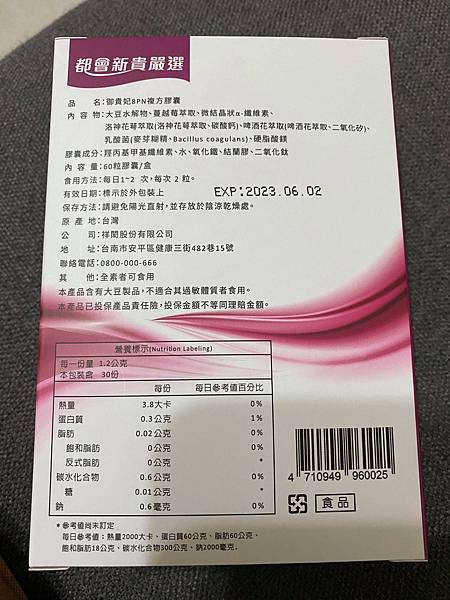 都會新貴嚴選
品　　名:御貴妃8PN複方膠囊
內 容 物:大豆水解物、蔓越莓萃取、微結晶狀α-纖維素、
洛神花萼萃取(洛神花萼萃取、碳酸鈣)、啤酒花萃取(啤酒花萃取、二氧化矽)、
乳酸菌(麥芽糊精、Bacillus coagulans)、硬脂酸鎂
膠囊成份:羥丙基甲基纖維素、水、氧化鐵、結蘭膠、二氧化鈦
內 容 量:60粒膠囊/盒
食用方法:每日1~2 次，每次 2 粒。
有效日期:標示於外包裝上 EXP:2023.06.02
保存方法:請避免陽光直射，並存放於陰涼乾燥處。
原 產 地:台灣
公　　司:祥閎股份有限公司
地　　址:台南市安平區健康三街482巷15號
聯絡電話:0800-000-666
其　　他:全素者可食用
本產品含有大豆製品，不適合其過敏體質者食用。
本產品已投保產品責任險，投保金額不等同理賠金額。
營養標示(Nutrition Labeling)
每一份量 1.2公克
本包裝含 30份
每份 每日參考值百分比
熱量 3.8大卡 0%
蛋白質 0.3公克 1%
脂肪 0.02公克 0%
飽和脂肪 0公克 0%
反式脂肪 0公克 *
碳水化合物 0.6公克 0%
糖 0.01公克 *
鈉 0.6毫克 0%
*參考值尚未訂定
每日參考值：熱量2000大卡、蛋白質60公克、脂肪60公克、
飽和脂肪18公克、碳水化合物300公克、鈉2000毫克。
4 710949 960025
食品